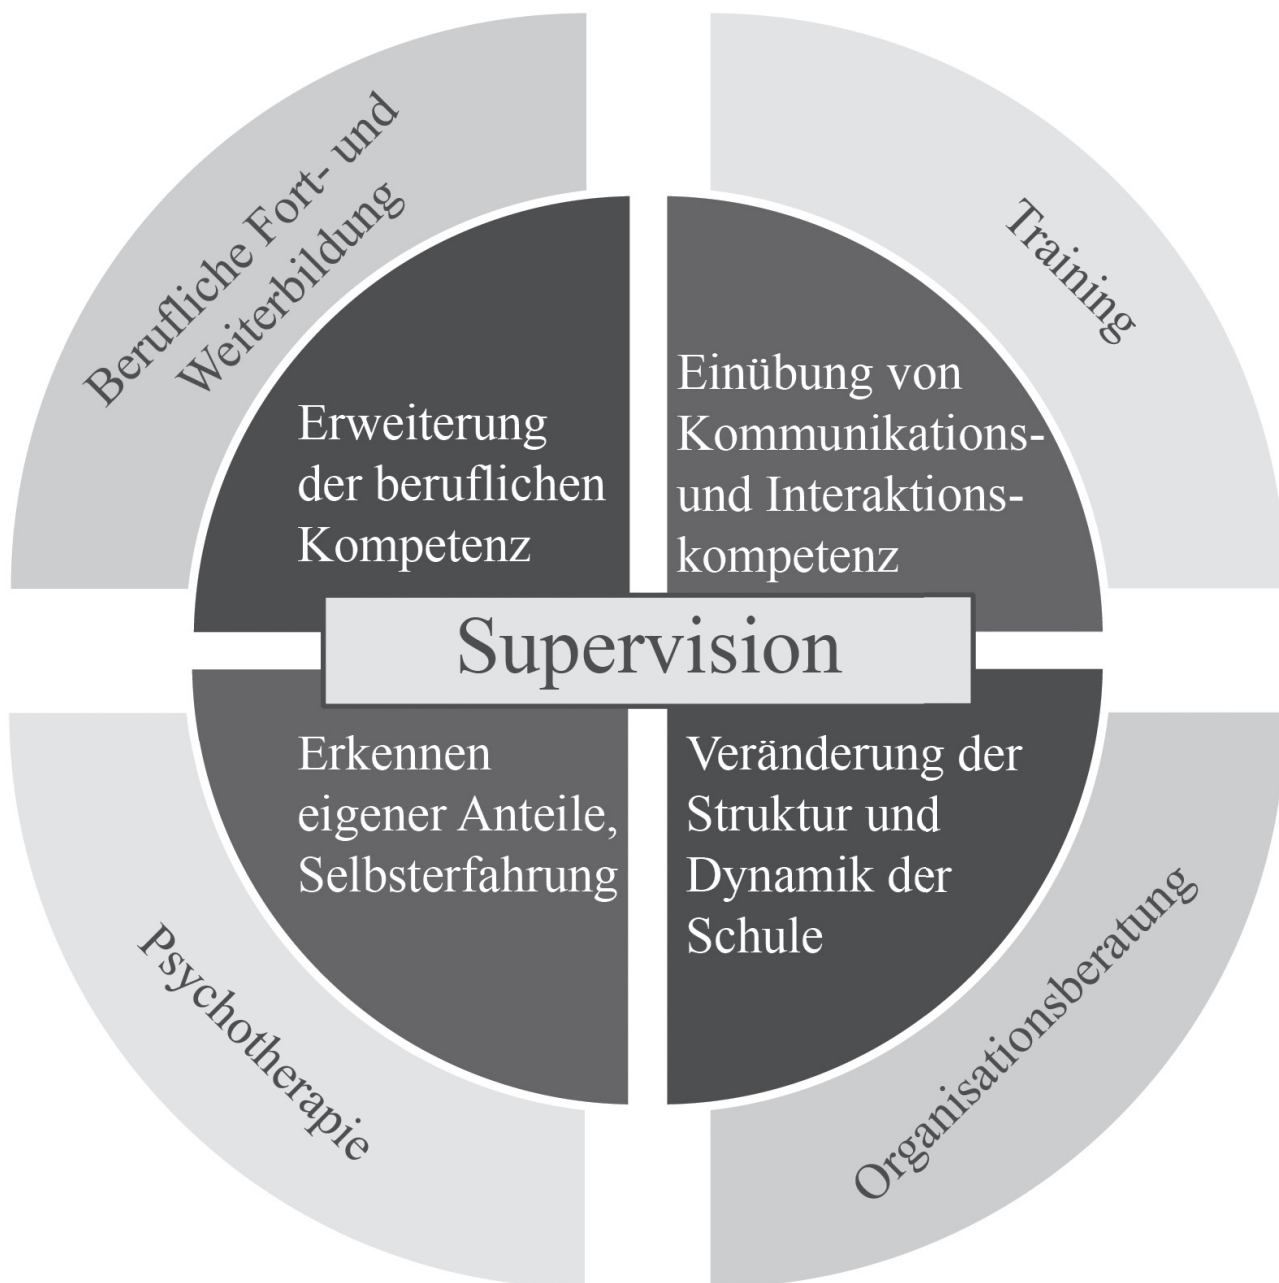 Berufliche Fort- und
Weiterbildung
Training
Erweiterung
der beruflichen
Kompetenz
Einübung von
Kommunikations-
und Interaktions-
kompetenz
Supervision
Erkennen
eigener Anteile,
Selbsterfahrung
Veränderung der
Struktur und
Dynamik der
Schule
Psychotherapie
Organisationsberatung